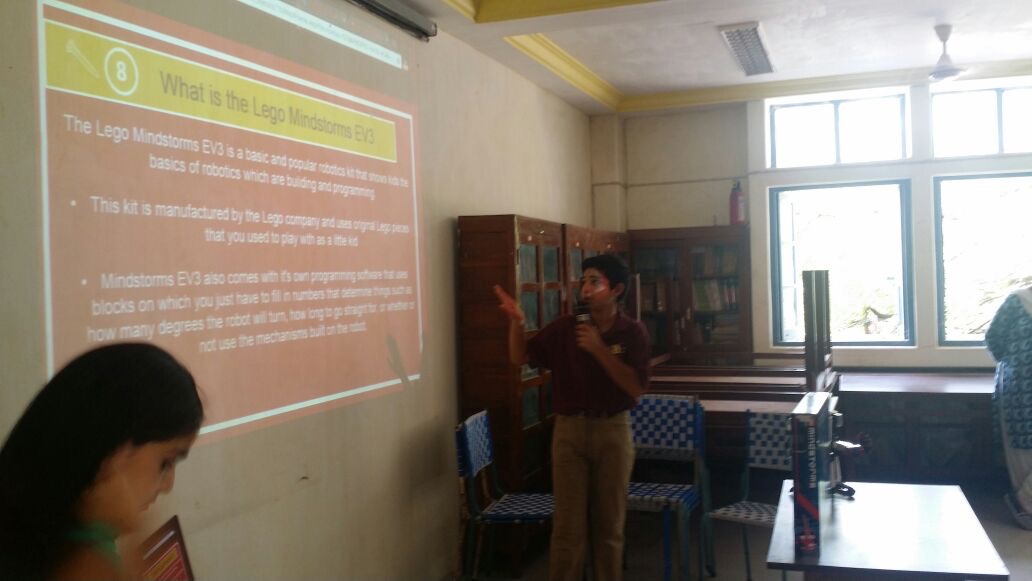 8
What is the Lego Mindstorms EV3
The Lego Mindstorms EV3 is a basic and popular robotics kit that shows kids the
basics of robotics which are building and programming.
• This kit is manufactured by the Lego company and uses original Lego pieces
that you used to play with as a little kid
• Mindstorms EV3 also comes with it's own programming software that uses
blocks on which you just have to fill in numbers that determine things such as
how many degrees the robot will turn, how long to go straight for, or whether or
not use the mechanisms built on the robot.
mindstorms